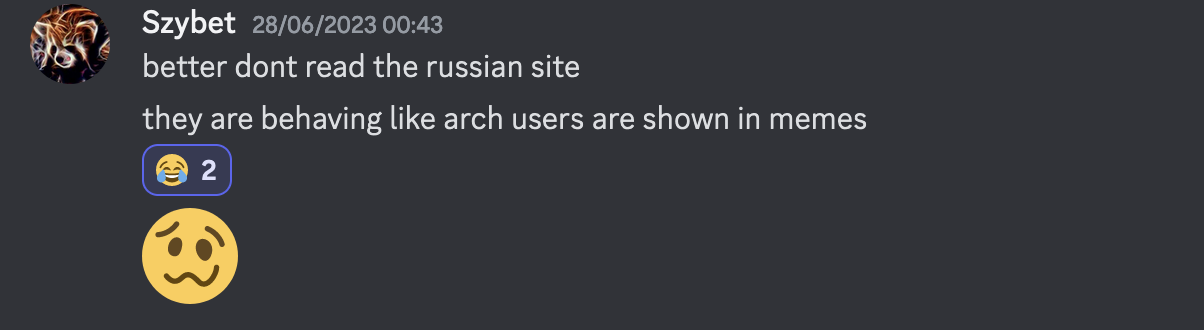 Szybet 28/06/2023 00:43
better dont read the russian site
they are behaving like arch users are shown in memes
😂 2
🥴